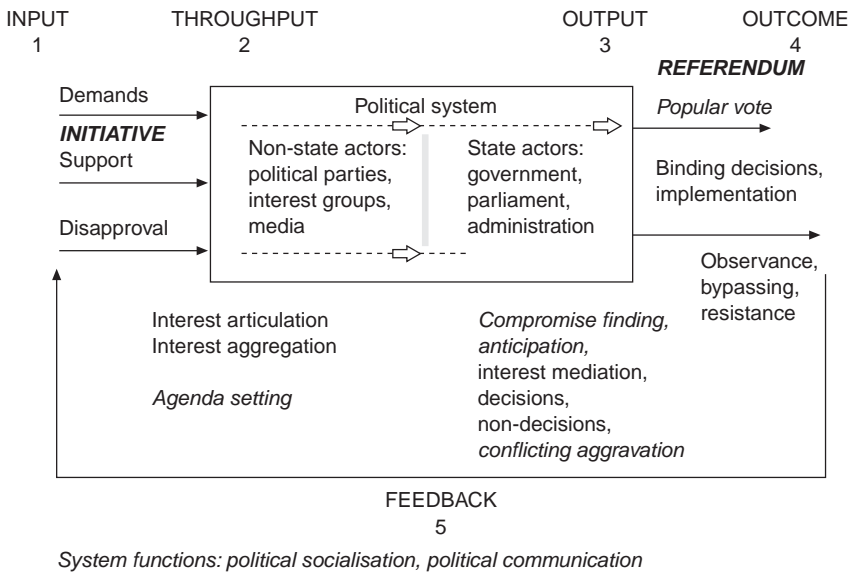 INPUT
1
THROUGHPUT
2
OUTPUT
3
OUTCOME
4
REFERENDUM
Demands
INITIATIVE
Support
Disapproval
Political system
Non-state actors:
political parties,
interest groups,
media
State actors:
government,
parliament,
administration
Popular vote
Binding decisions,
implementation
Observance,
bypassing,
resistance
Interest articulation
Interest aggregation
Agenda setting
Compromise finding,
anticipation,
interest mediation,
decisions,
non-decisions,
conflicting aggravation
FEEDBACK
5
System functions: political socialisation, political communication